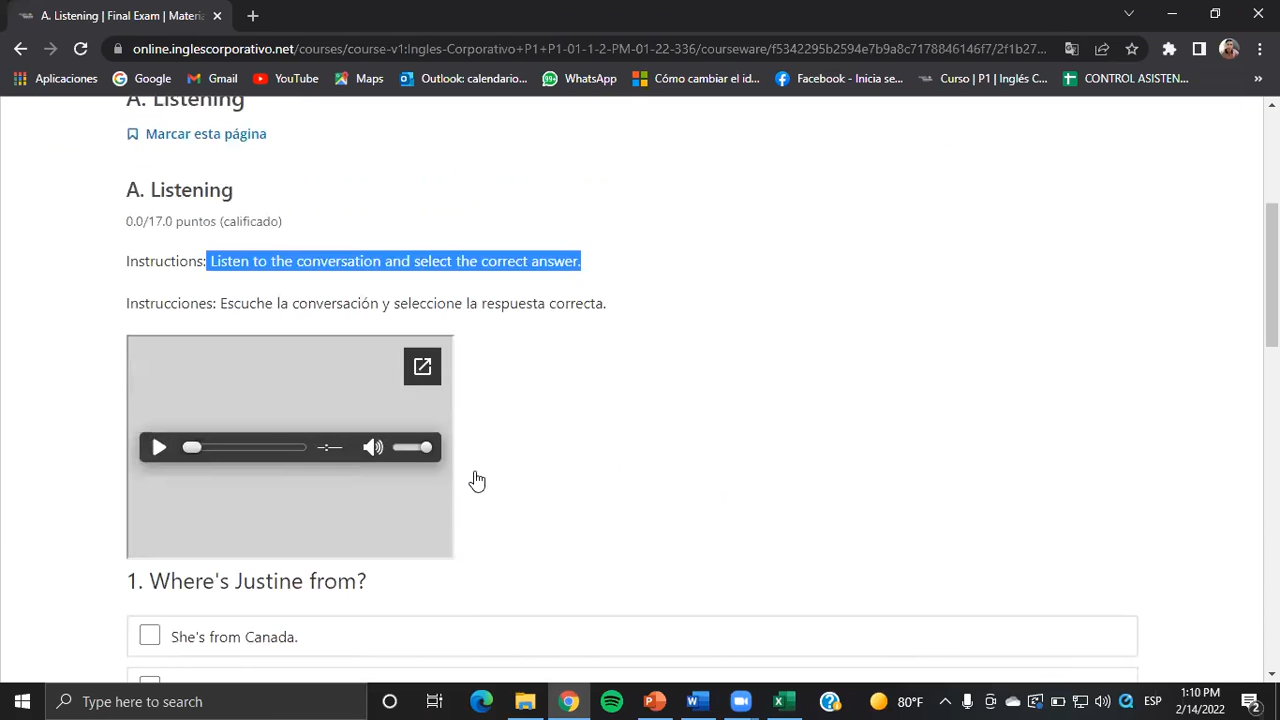 A. Listening | Final Exam | Materi
online.inglescorporativo.net/courses/course-v1:Ingles-Corporativo+P1+P1-01-1-2-PM-01-22-336/courseware/f5342295b2594e7b9a8c7178846146f7/2f1b27...
Aplicaciones Google Gmail YouTube Maps Outlook: calendario... WhatsApp Cómo cambiar el id... Facebook - Inicia se... Curso | P1 | Inglés C... CONTROL ASISTEN... »
A. Listening
Marcar esta página
A. Listening
0.0/17.0 puntos (calificado)
Instructions: Listen to the conversation and select the correct answer.
Instrucciones: Escuche la conversación y seleccione la respuesta correcta.
-:--
1. Where's Justine from?
She's from Canada.
Type here to search
80°F
ESP
1:10 PM
2/14/2022
2